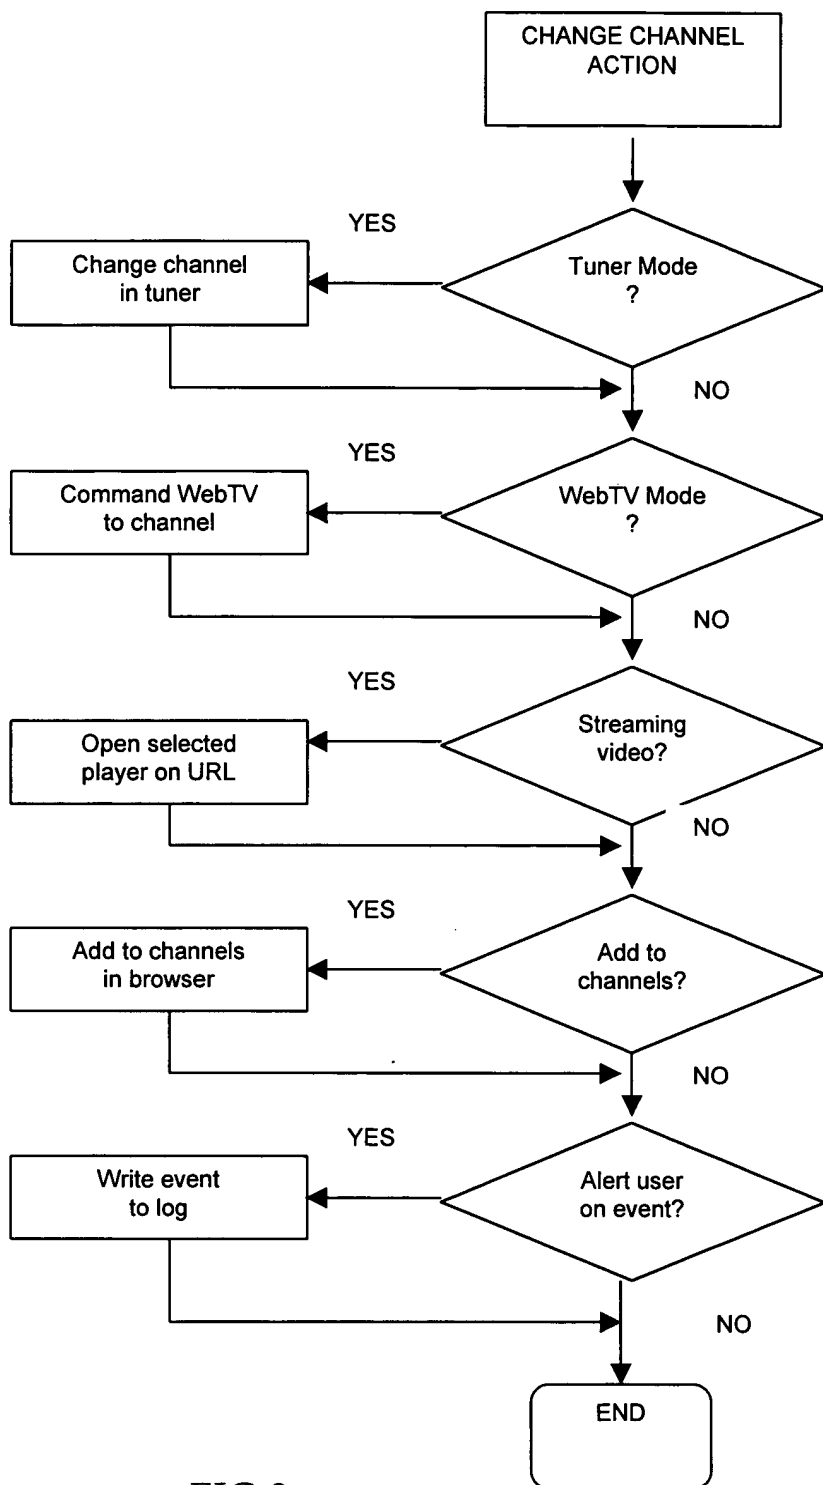 CHANGE CHANNEL
ACTION
YES
Tuner Mode
?
Change channel
in tuner
NO
YES
WebTV Mode
?
Command WebTV
to channel
NO
YES
Streaming
video?
Open selected
player on URL
NO
YES
Add to
channels?
Add to channels
in browser
NO
YES
Alert user
on event?
Write event
to log
NO
END